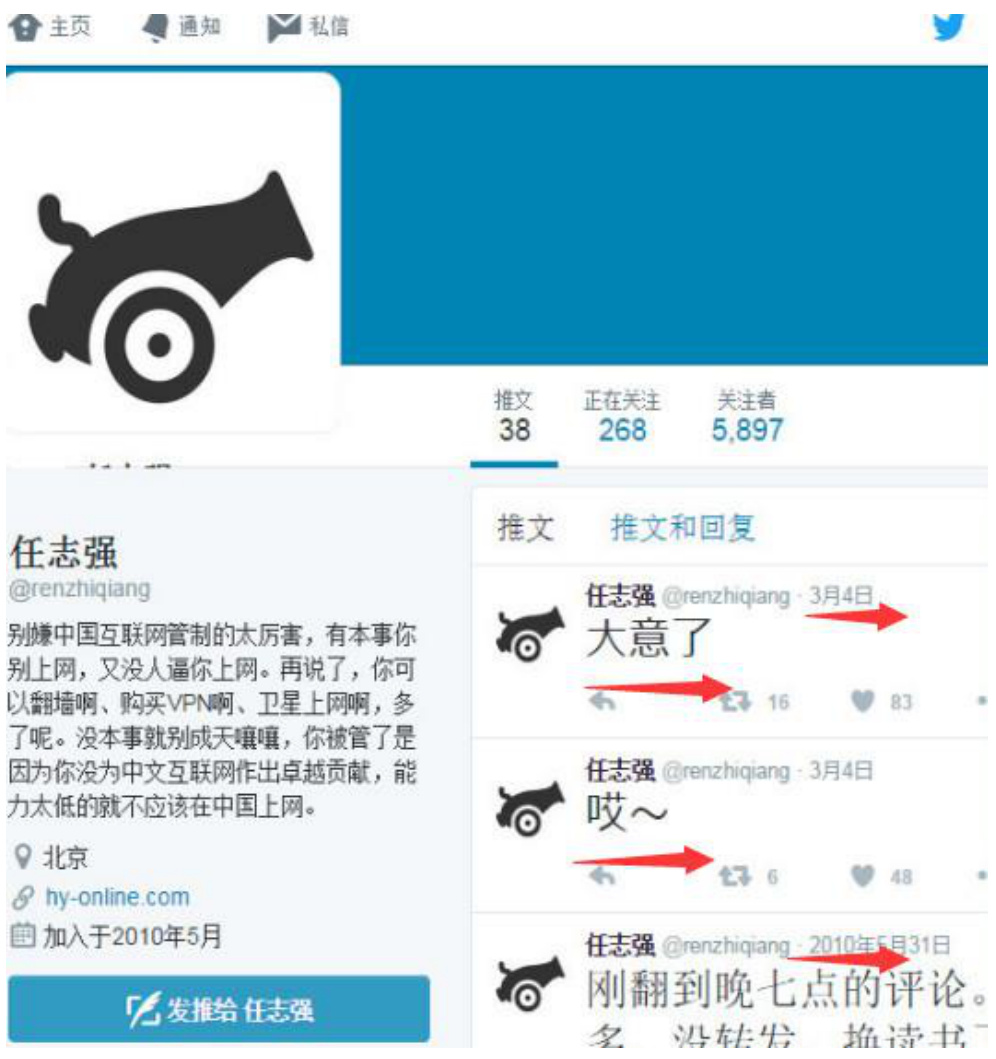 主页 通知 私信
推文 正在关注 关注者
38 268 5,897
推文 推文和回复
任志强
@renzhiqiang
别嫌中国互联网管制的太厉害，有本事你
别上网，又没人逼你上网。再说了，你可
以翻墙啊、购买VPN啊、卫星上网啊，多
了呢。没本事就别成天嚷嚷，你被管了是
因为你没为中文互联网作出卓越贡献，能
力太低的就不应该在中国上网。
北京
hy-online.com
加入于2010年5月
发推给 任志强
任志强 @renzhiqiang · 3月4日
大意了
16 83
任志强 @renzhiqiang · 3月4日
哎～
6 48
任志强 @renzhiqiang · 2010年5月31日
刚翻到晚七点的评论。
多，没转发，换读书